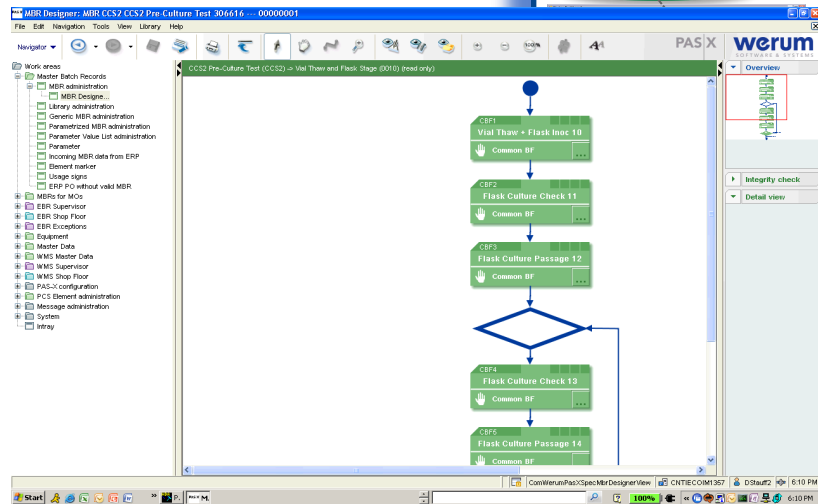 MBR Designer: MBR CCS2 CCS2 Pre-Culture Test 306616 --- 00000001
File Edit Navigation Tools View Library Help
Navigator
100%
PAS|X
werum
SOFTWARE & SYSTEMS
Work areas
Master Batch Records
MBR administration
MBR Designe...
Library administration
Generic MBR administration
Parametrized MBR administration
Parameter Value List administration
Parameter
Incoming MBR data from ERP
Element marker
Usage signs
ERP PO without valid MBR
MBRs for MOs
EBR Supervisor
EBR Shop Floor
EBR Exceptions
Equipment
Master Data
WMS Master Data
WMS Supervisor
WMS Shop Floor
PAS-X configuration
PCS Element administration
Message administration
System
Intray
CCS2 Pre-Culture Test (CCS2) -> Vial Thaw and Flask Stage (0010) (read only)
CBF1
Vial Thaw + Flask Inoc 10
Common BF
...
CBF2
Flask Culture Check 11
Common BF
...
CBF3
Flask Culture Passage 12
Common BF
...
CBF4
Flask Culture Check 13
Common BF
...
CBF5
Flask Culture Passage 14
Common BF
Overview
Integrity check
Detail view
ComWerumPasXSpecMbrDesignerView
CNTIECOIM1357
DStauff2
6:10 PM
Start
P.
M.
100%
6:10 PM